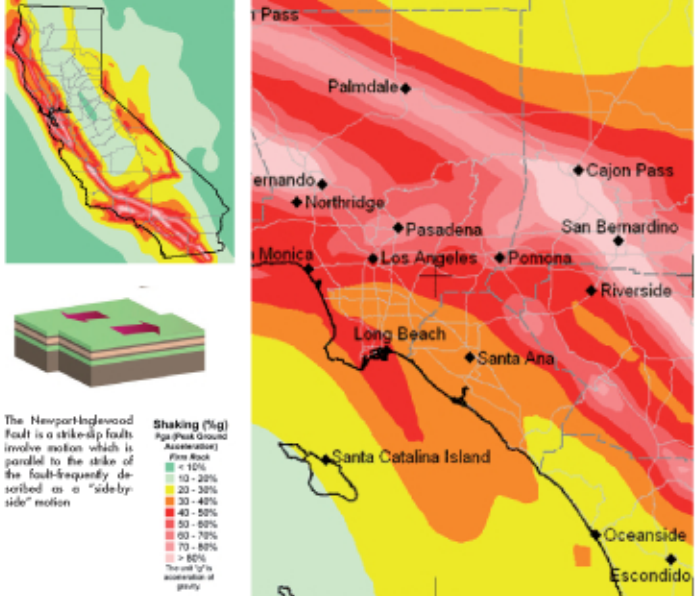 n Pass
Palmdale
Cajon Pass
ernando
Northridge
San Bernardino
Pasadena
Monica
Los Angeles
Pomona
Riverside
Long Beach
Santa Ana
Santa Catalina Island
Oceanside
Escondido
The Newport-Inglewood
Fault is a strike-slip faults
involve motion which is
parallel to the strike of
the fault-frequently de-
scribed as a "side-by-
side" motion
Shaking (%g)
Pga (Peak Ground
Acceleration)
Firm Rock
< 10%
10 - 20%
20 - 30%
30 - 40%
40 - 50%
50 - 60%
60 - 70%
70 - 80%
> 80%
The unit "g" is
acceleration of
gravity.